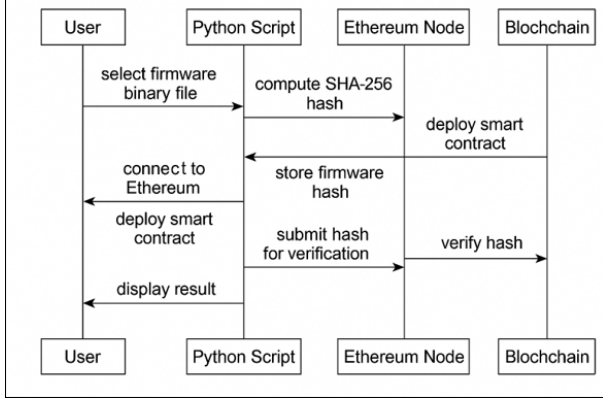 User
Python Script
Ethereum Node
Blochchain
select firmware
binary file
compute SHA-256
hash
deploy smart
contract
connect to
Ethereum
store firmware
hash
deploy smart
contract
submit hash
for verification
verify hash
display result
User
Python Script
Ethereum Node
Blochchain